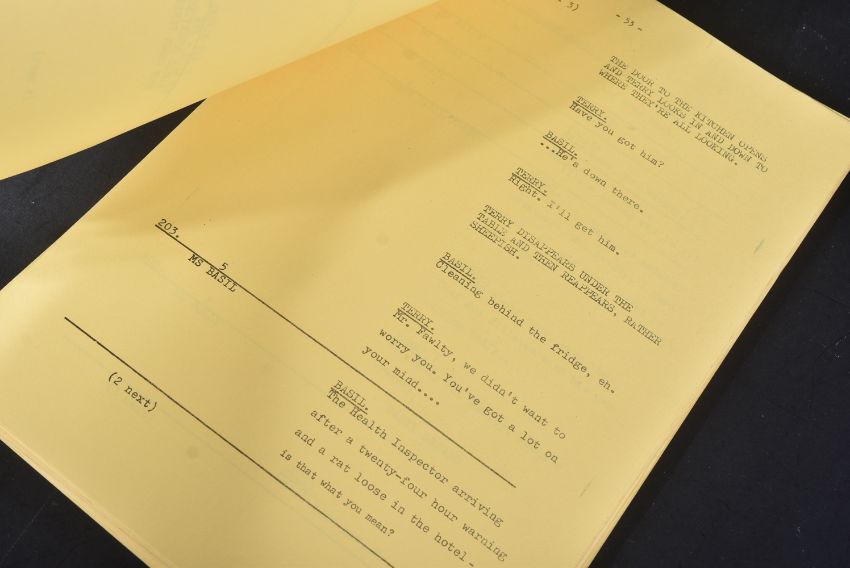 3)
- 53 -
THE DOOR TO THE KITCHEN OPENS
AND TERRY LOOKS IN AND DOWN TO
WHERE THEY'RE ALL LOOKING.
TERRY.
Have you got him?
BASIL.
...He's down there.
TERRY.
Right. I'll get him.
TERRY DISAPPEARS UNDER THE
TABLE AND THEN REAPPEARS, RATHER
SHEEPISH.
203.
5
MS BASIL
BASIL.
Cleaning behind the fridge, eh.
TERRY.
Mr. Fawlty, we didn't want to
worry you. You've got a lot on
your mind....
(2 next)
BASIL.
The Health Inspector arriving
after a twenty-four hour warning
and a rat loose in the hotel -
is that what you mean?